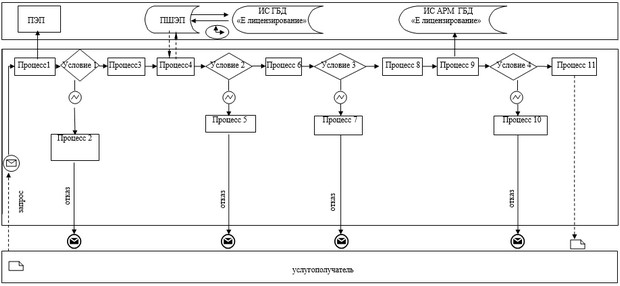 ПЭП
ПШЭП
ИС ГБД
«Е лицензирование»
ИС АРМ ГБД
«Е лицензирование»
Процесс1
Условие 1
Процесс3
Процесс4
Условие 2
Процесс 6
Условие 3
Процесс 8
Процесс 9
Условие 4
Процесс 11
Процесс 2
Процесс 5
Процесс 7
Процесс 10
запрос
отказ
отказ
отказ
отказ
услугополучатель